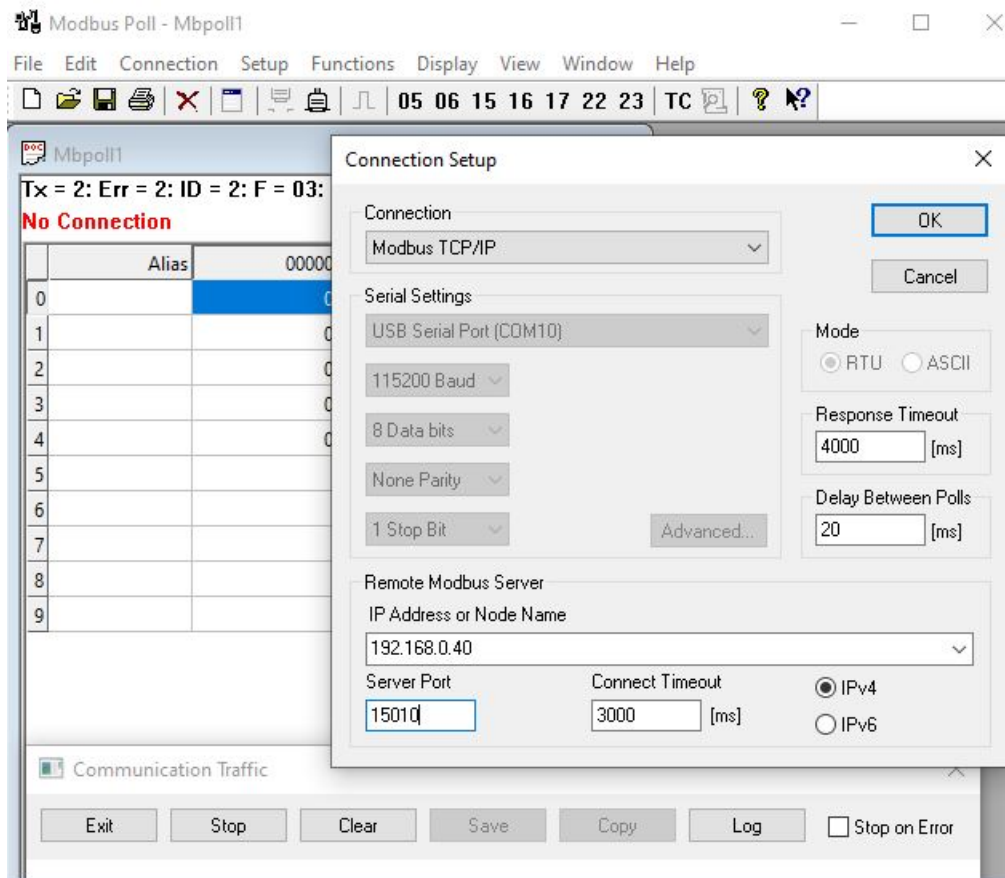 Modbus Poll - Mbpoll1
File Edit Connection Setup Functions Display View Window Help
05 06 15 16 17 22 23 TC
Mbpoll1
Tx = 2: Err = 2: ID = 2: F = 03:
No Connection
Alias 00000
0 0
1 0
2 0
3 0
4 0
5
6
7
8
9
Connection Setup
Connection
Modbus TCP/IP
OK
Cancel
Serial Settings
USB Serial Port (COM10)
115200 Baud
8 Data bits
None Parity
1 Stop Bit
Advanced...
Mode
RTU ASCII
Response Timeout
4000 [ms]
Delay Between Polls
20 [ms]
Remote Modbus Server
IP Address or Node Name
192.168.0.40
Server Port Connect Timeout
15010 3000 [ms]
IPv4
IPv6
Communication Traffic
Exit Stop Clear Save Copy Log Stop on Error